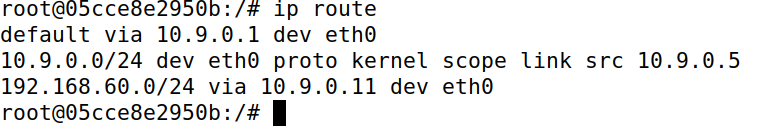 root@05cce8e2950b:/# ip route
default via 10.9.0.1 dev eth0
10.9.0.0/24 dev eth0 proto kernel scope link src 10.9.0.5
192.168.60.0/24 via 10.9.0.11 dev eth0
root@05cce8e2950b:/#